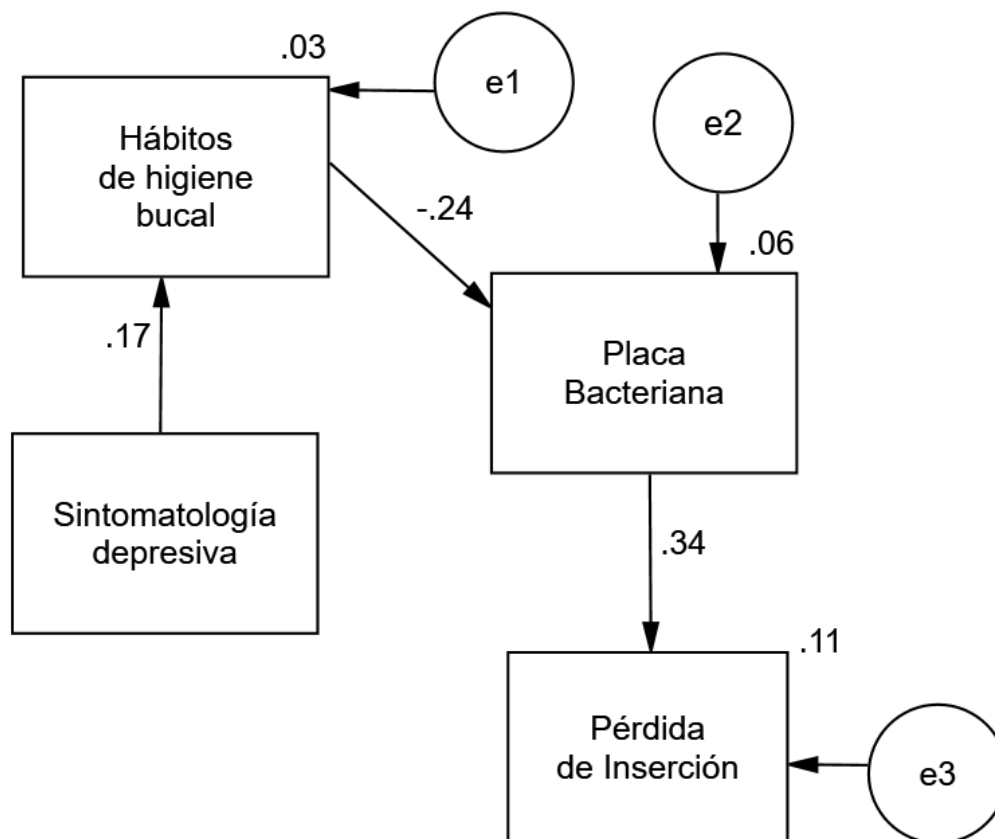 .03
e1
Hábitos
de higiene
bucal
e2
-.24
.06
.17
Placa
Bacteriana
Sintomatología
depresiva
.34
.11
Pérdida
de Inserción
e3